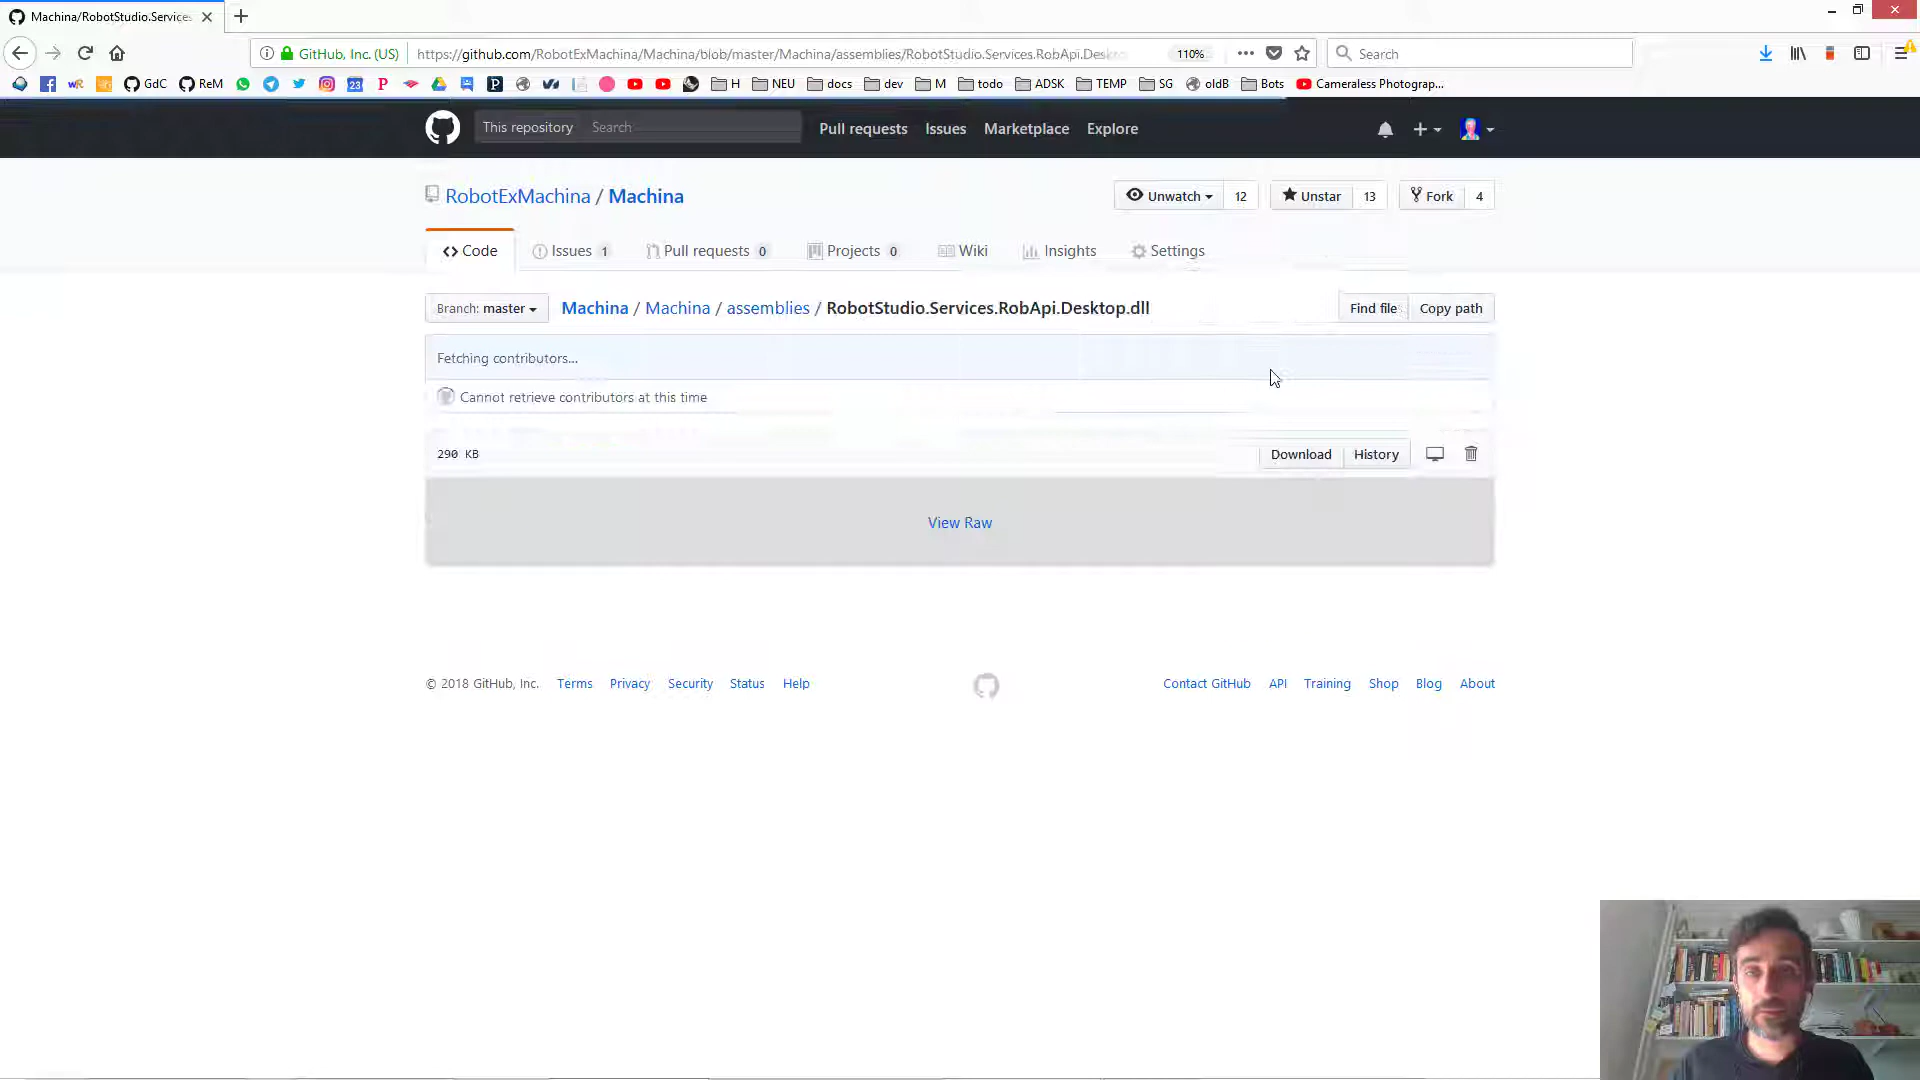 Machina/RobotStudio.Services
GitHub, Inc. (US)
https://github.com/RobotExMachina/Machina/blob/master/Machina/assemblies/RobotStudio.Services.RobApi.Deskto
110%
Search
GdC
ReM
H
NEU
docs
dev
M
todo
ADSK
TEMP
SG
oldB
Bots
Cameraless Photograp...
This repository
Search
Pull requests
Issues
Marketplace
Explore
RobotExMachina / Machina
Unwatch
12
Unstar
13
Fork
4
Code
Issues 1
Pull requests 0
Projects 0
Wiki
Insights
Settings
Branch: master
Machina / Machina / assemblies / RobotStudio.Services.RobApi.Desktop.dll
Find file
Copy path
Fetching contributors...
Cannot retrieve contributors at this time
290 KB
Download
History
View Raw
© 2018 GitHub, Inc.
Terms
Privacy
Security
Status
Help
Contact GitHub
API
Training
Shop
Blog
About